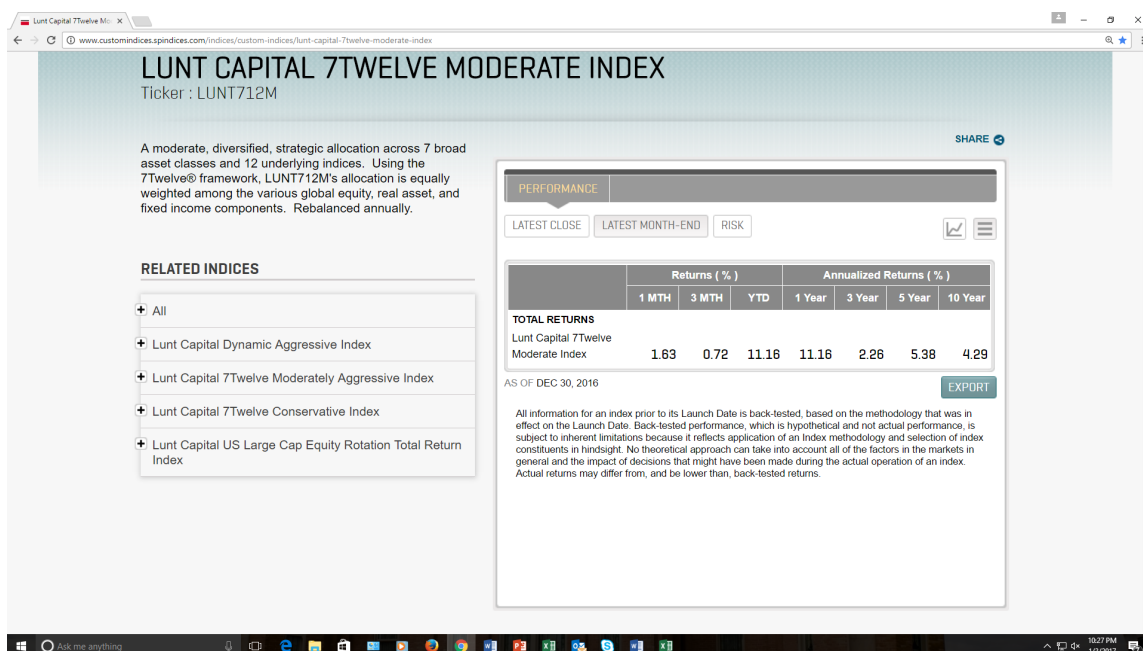 Lunt Capital 7Twelve Mo
www.customindices.spindices.com/indices/custom-indices/lunt-capital-7twelve-moderate-index
LUNT CAPITAL 7TWELVE MODERATE INDEX
Ticker : LUNT712M
A moderate, diversified, strategic allocation across 7 broad
asset classes and 12 underlying indices. Using the
7Twelve® framework, LUNT712M's allocation is equally
weighted among the various global equity, real asset, and
fixed income components. Rebalanced annually.
RELATED INDICES
All
Lunt Capital Dynamic Aggressive Index
Lunt Capital 7Twelve Moderately Aggressive Index
Lunt Capital 7Twelve Conservative Index
Lunt Capital US Large Cap Equity Rotation Total Return
Index
SHARE
PERFORMANCE
LATEST CLOSE LATEST MONTH-END RISK
Returns ( % ) Annualized Returns ( % )
1 MTH 3 MTH YTD 1 Year 3 Year 5 Year 10 Year
TOTAL RETURNS
Lunt Capital 7Twelve
Moderate Index 1.63 0.72 11.16 11.16 2.26 5.38 4.29
AS OF DEC 30, 2016
EXPORT
All information for an index prior to its Launch Date is back-tested, based on the methodology that was in
effect on the Launch Date. Back-tested performance, which is hypothetical and not actual performance, is
subject to inherent limitations because it reflects application of an Index methodology and selection of index
constituents in hindsight. No theoretical approach can take into account all of the factors in the markets in
general and the impact of decisions that might have been made during the actual operation of an index.
Actual returns may differ from, and be lower than, back-tested returns.
Ask me anything
10:27 PM